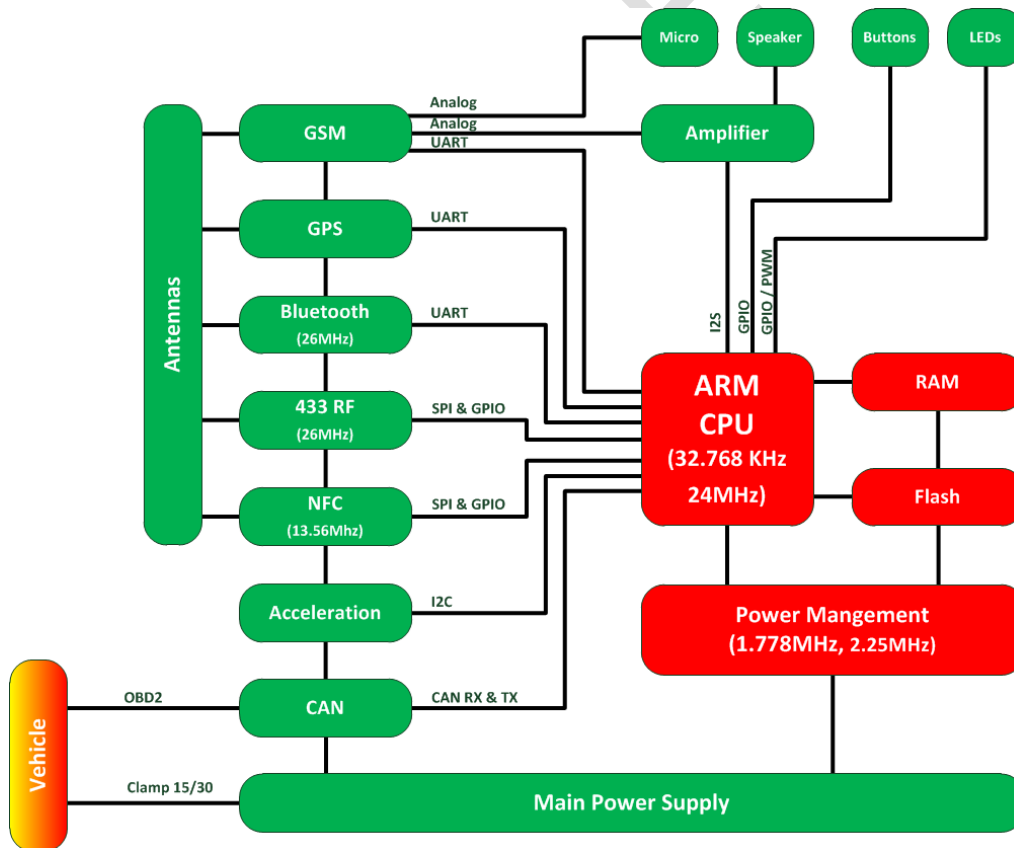 Micro
Speaker
Buttons
LEDs
Analog
GSM
Analog
Amplifier
UART
GPS
UART
I2S
GPIO
GPIO / PWM
Antennas
Bluetooth
(26MHz)
UART
ARM
CPU
(32.768 KHz
24MHz)
RAM
433 RF
(26MHz)
SPI & GPIO
Flash
NFC
(13.56Mhz)
SPI & GPIO
Acceleration
I2C
Power Mangement
(1.778MHz, 2.25MHz)
Vehicle
OBD2
CAN
CAN RX & TX
Clamp 15/30
Main Power Supply